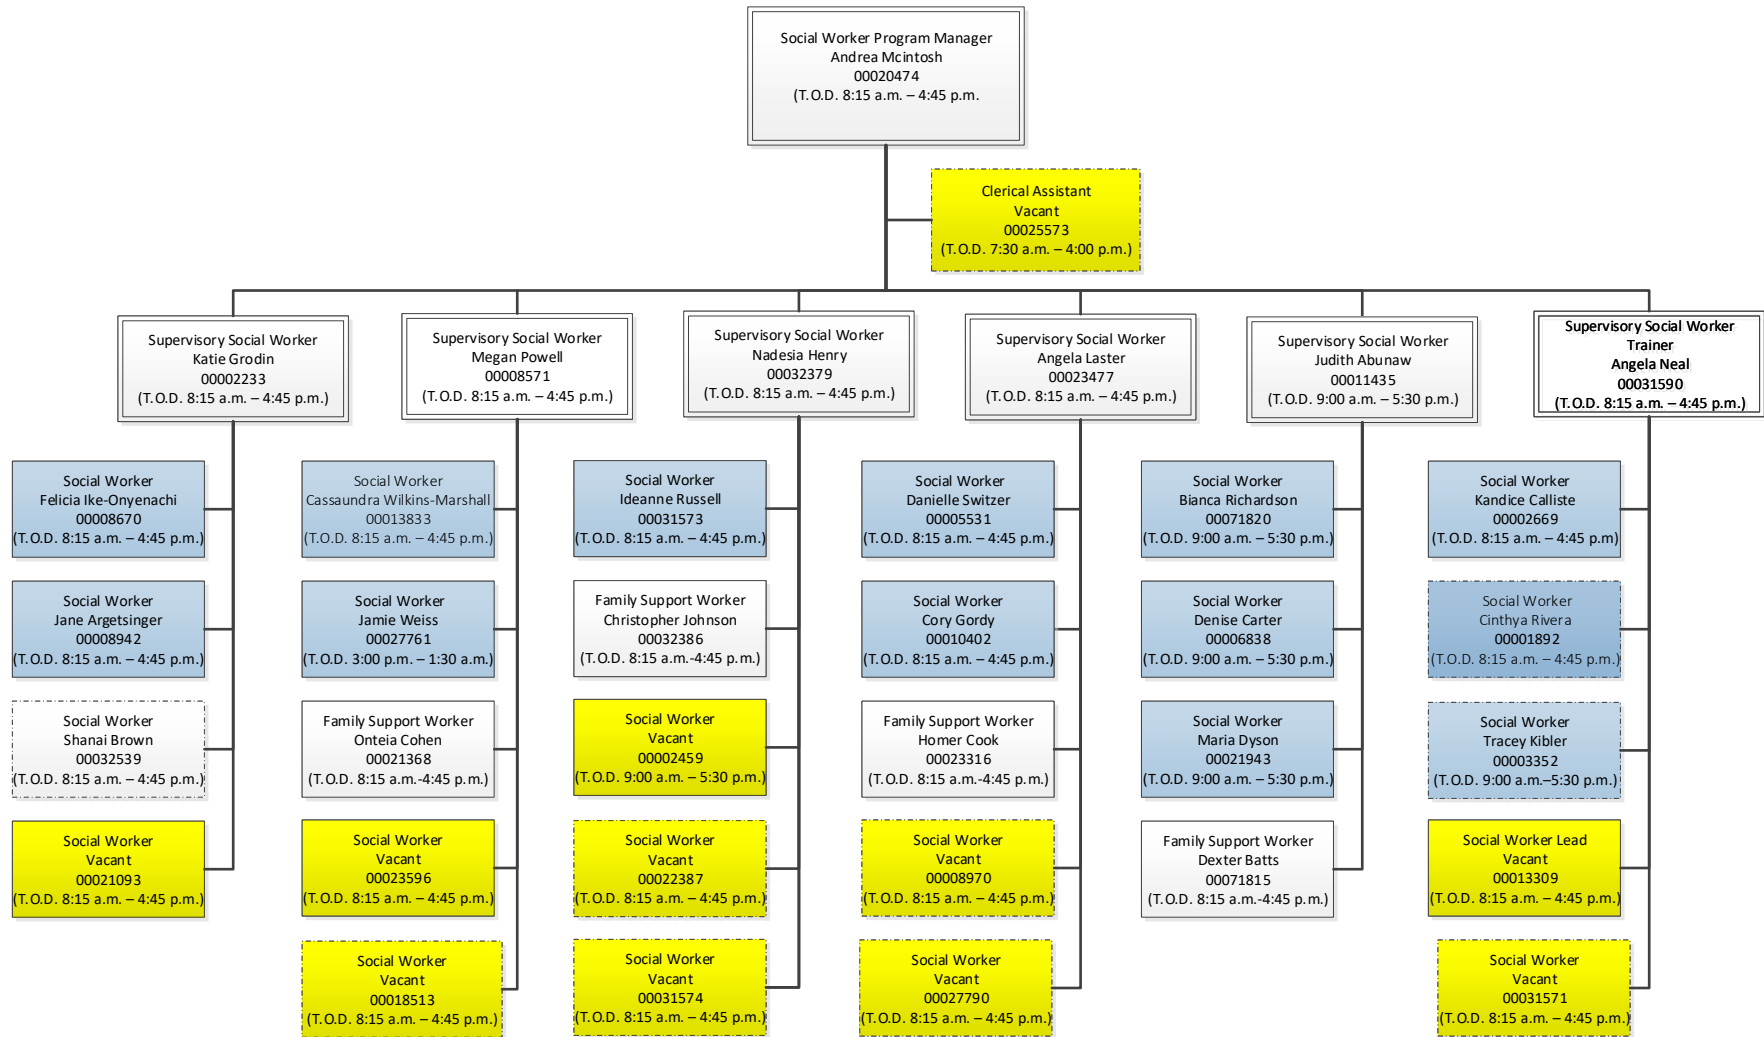 Social Worker Program Manager
Andrea Mcintosh
00020474
(T.O.D. 8:15 a.m. – 4:45 p.m.
Clerical Assistant
Vacant
00025573
(T.O.D. 7:30 a.m. – 4:00 p.m.)
Supervisory Social Worker
Katie Grodin
00002233
(T.O.D. 8:15 a.m. – 4:45 p.m.)
Supervisory Social Worker
Megan Powell
00008571
(T.O.D. 8:15 a.m. – 4:45 p.m.)
Supervisory Social Worker
Nadesia Henry
00032379
(T.O.D. 8:15 a.m. – 4:45 p.m.)
Supervisory Social Worker
Angela Laster
00023477
(T.O.D. 8:15 a.m. – 4:45 p.m.)
Supervisory Social Worker
Judith Abunaw
00011435
(T.O.D. 9:00 a.m. – 5:30 p.m.)
Supervisory Social Worker
Trainer
Angela Neal
00031590
(T.O.D. 8:15 a.m. – 4:45 p.m.)
Social Worker
Felicia Ike-Onyenachi
00008670
(T.O.D. 8:15 a.m. – 4:45 p.m.)
Social Worker
Cassaundra Wilkins-Marshall
00013833
(T.O.D. 8:15 a.m. – 4:45 p.m.)
Social Worker
Ideanne Russell
00031573
(T.O.D. 8:15 a.m. – 4:45 p.m.)
Social Worker
Danielle Switzer
00005531
(T.O.D. 8:15 a.m. – 4:45 p.m.)
Social Worker
Bianca Richardson
00071820
(T.O.D. 9:00 a.m. – 5:30 p.m.)
Social Worker
Kandice Calliste
00002669
(T.O.D. 8:15 a.m. – 4:45 p.m)
Social Worker
Jane Argetsinger
00008942
(T.O.D. 8:15 a.m. – 4:45 p.m.)
Social Worker
Jamie Weiss
00027761
(T.O.D. 3:00 p.m. – 1:30 a.m.)
Family Support Worker
Christopher Johnson
00032386
(T.O.D. 8:15 a.m.-4:45 p.m.)
Social Worker
Cory Gordy
00010402
(T.O.D. 8:15 a.m. – 4:45 p.m.)
Social Worker
Denise Carter
00006838
(T.O.D. 9:00 a.m. – 5:30 p.m.)
Social Worker
Cinthya Rivera
00001892
(T.O.D. 8:15 a.m. – 4:45 p.m.)
Social Worker
Shanai Brown
00032539
(T.O.D. 8:15 a.m. – 4:45 p.m.)
Family Support Worker
Onteia Cohen
00021368
(T.O.D. 8:15 a.m.-4:45 p.m.)
Social Worker
Vacant
00002459
(T.O.D. 9:00 a.m. – 5:30 p.m.)
Family Support Worker
Homer Cook
00023316
(T.O.D. 8:15 a.m.-4:45 p.m.)
Social Worker
Maria Dyson
00021943
(T.O.D. 9:00 a.m. – 5:30 p.m.)
Social Worker
Tracey Kibler
00003352
(T.O.D. 9:00 a.m.–5:30 p.m.)
Social Worker
Vacant
00021093
(T.O.D. 8:15 a.m. – 4:45 p.m.)
Social Worker
Vacant
00023596
(T.O.D. 8:15 a.m. – 4:45 p.m.)
Social Worker
Vacant
00022387
(T.O.D. 8:15 a.m. – 4:45 p.m.)
Social Worker
Vacant
00008970
(T.O.D. 8:15 a.m. – 4:45 p.m.)
Family Support Worker
Dexter Batts
00071815
(T.O.D. 8:15 a.m.-4:45 p.m.)
Social Worker Lead
Vacant
00013309
(T.O.D. 8:15 a.m. – 4:45 p.m.)
Social Worker
Vacant
00018513
(T.O.D. 8:15 a.m. – 4:45 p.m.)
Social Worker
Vacant
00031574
(T.O.D. 8:15 a.m. – 4:45 p.m.)
Social Worker
Vacant
00027790
(T.O.D. 8:15 a.m. – 4:45 p.m.)
Social Worker
Vacant
00031571
(T.O.D. 8:15 a.m. – 4:45 p.m.)